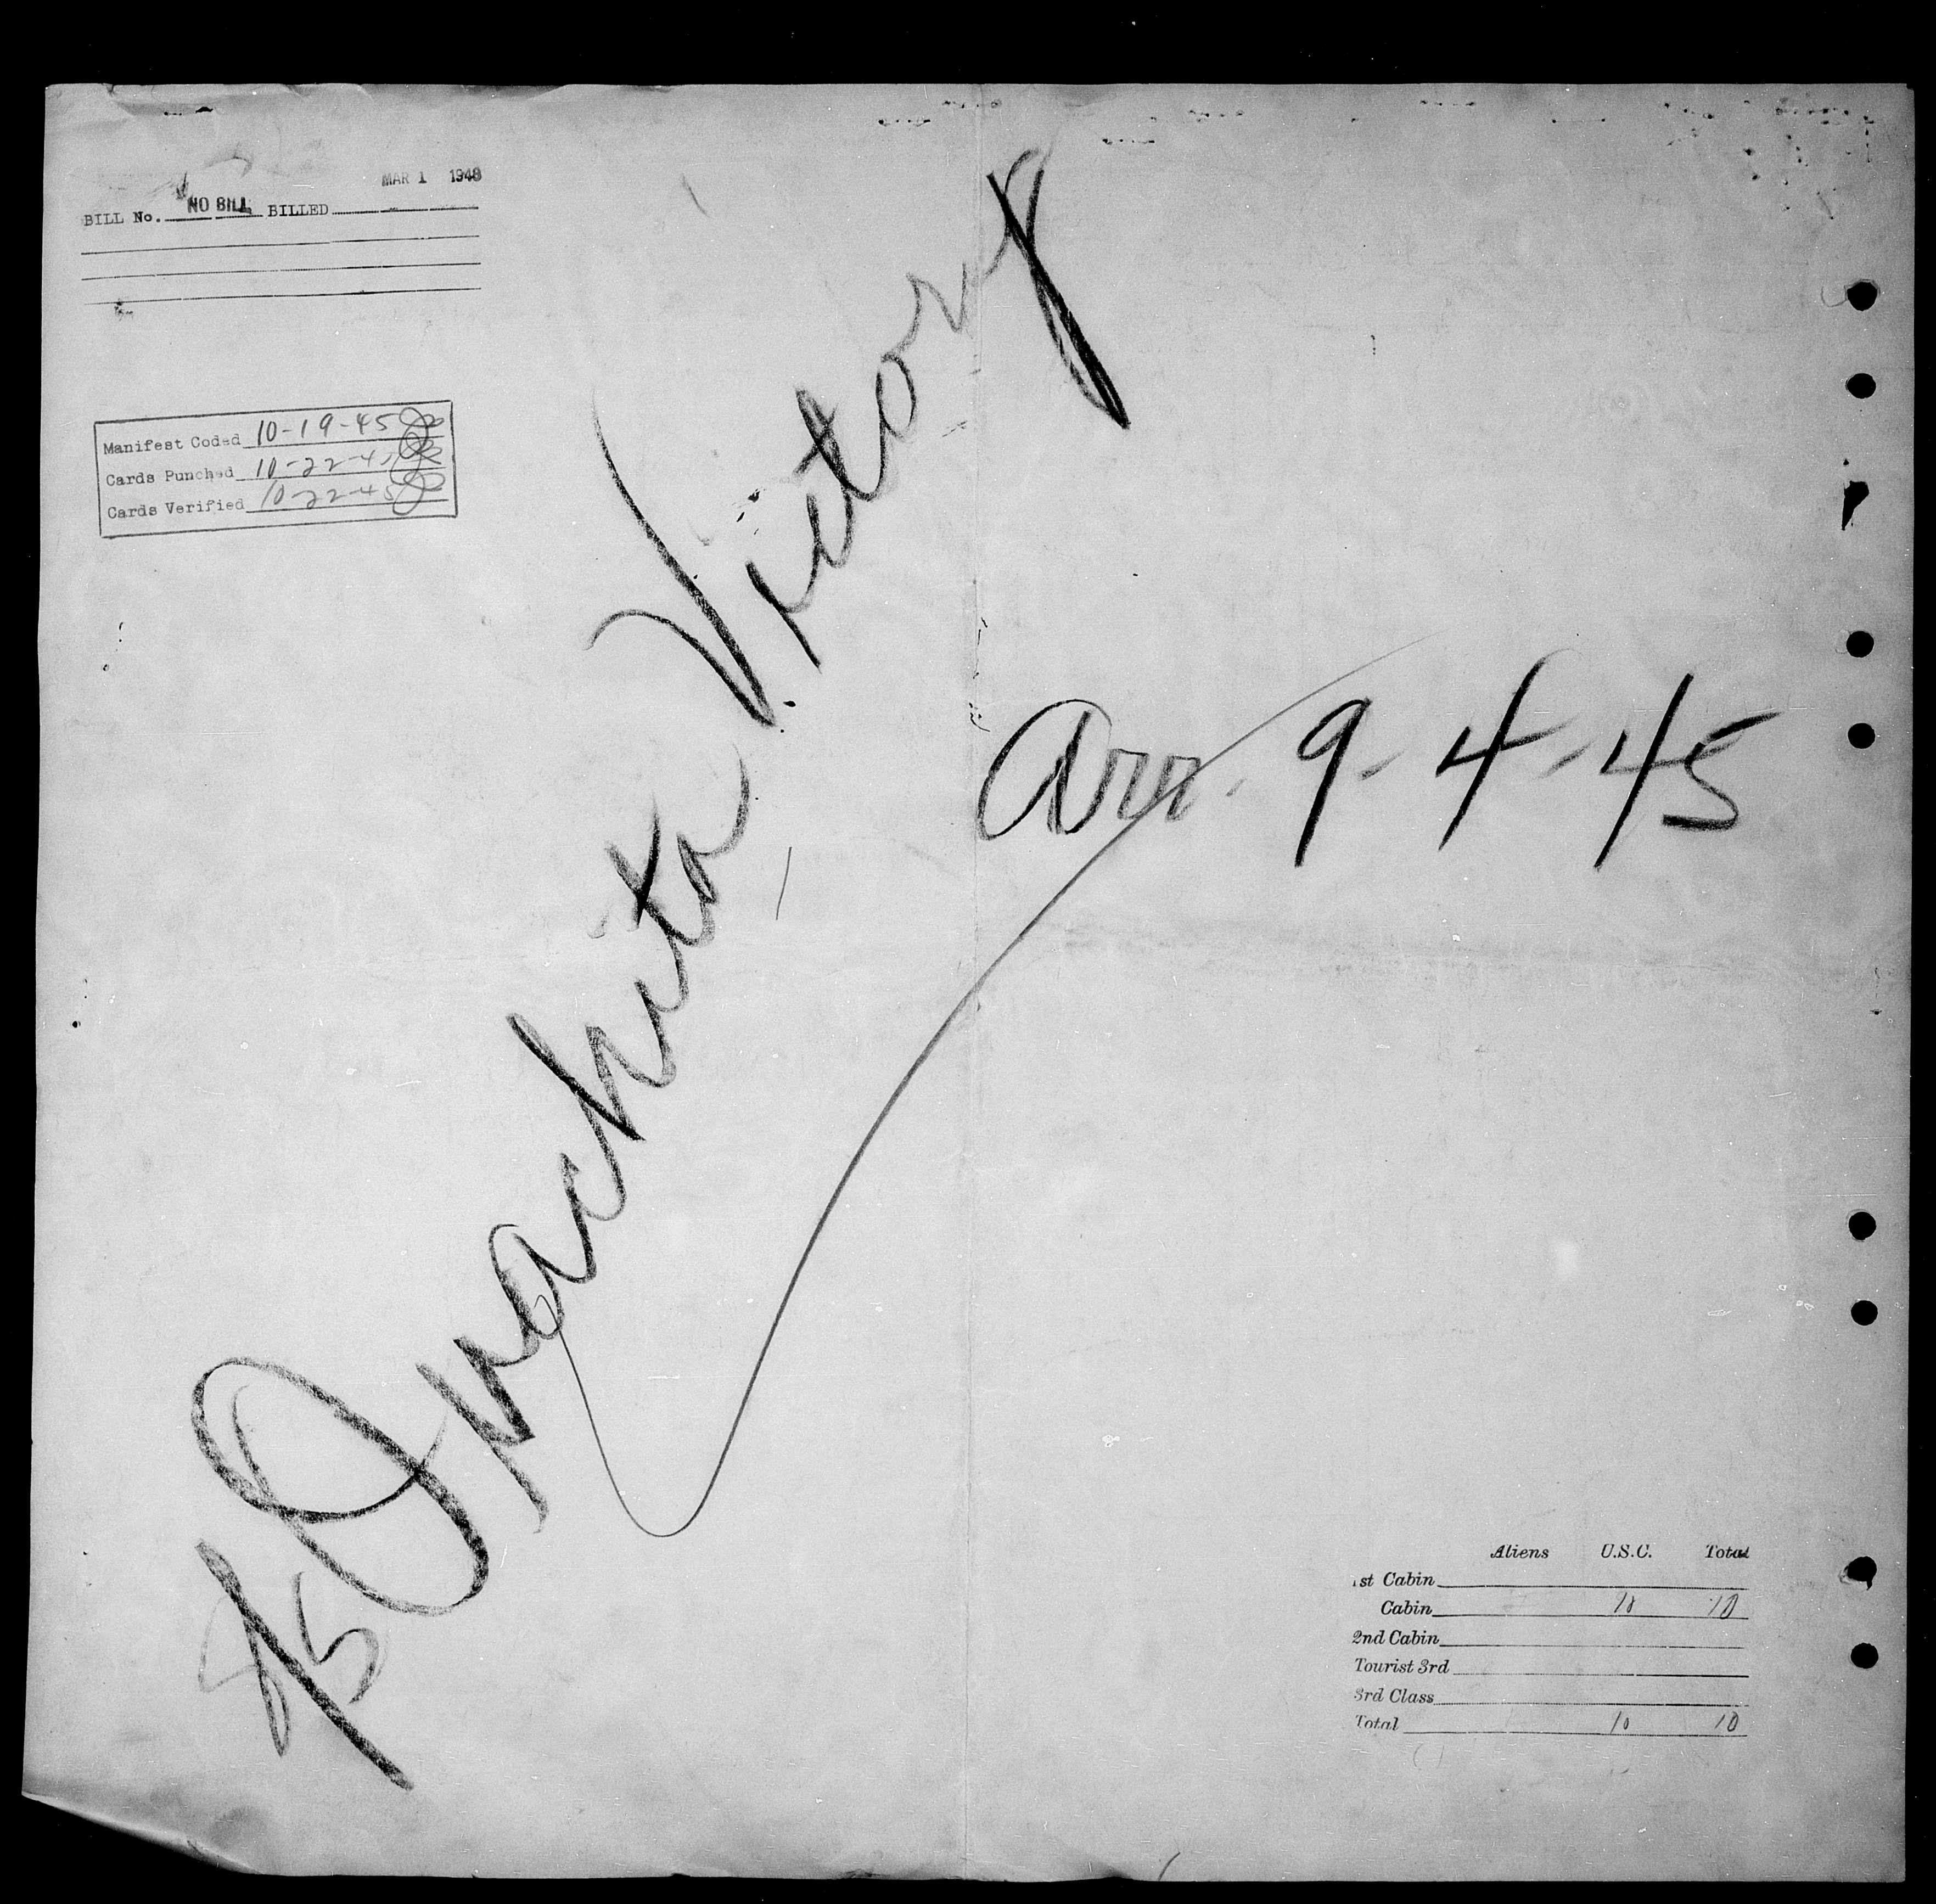 MAR 1 1948
BILL No. NO BILL BILLED
Manifest Coded 10-19-45
Cards Punched 10-22-45
Cards Verified 10-22-45
SS Ouachita Victory
Arr. 9-4-45
Aliens U.S.C. Total
1st Cabin
Cabin 10 10
2nd Cabin
Tourist 3rd
3rd Class
Total 10 10